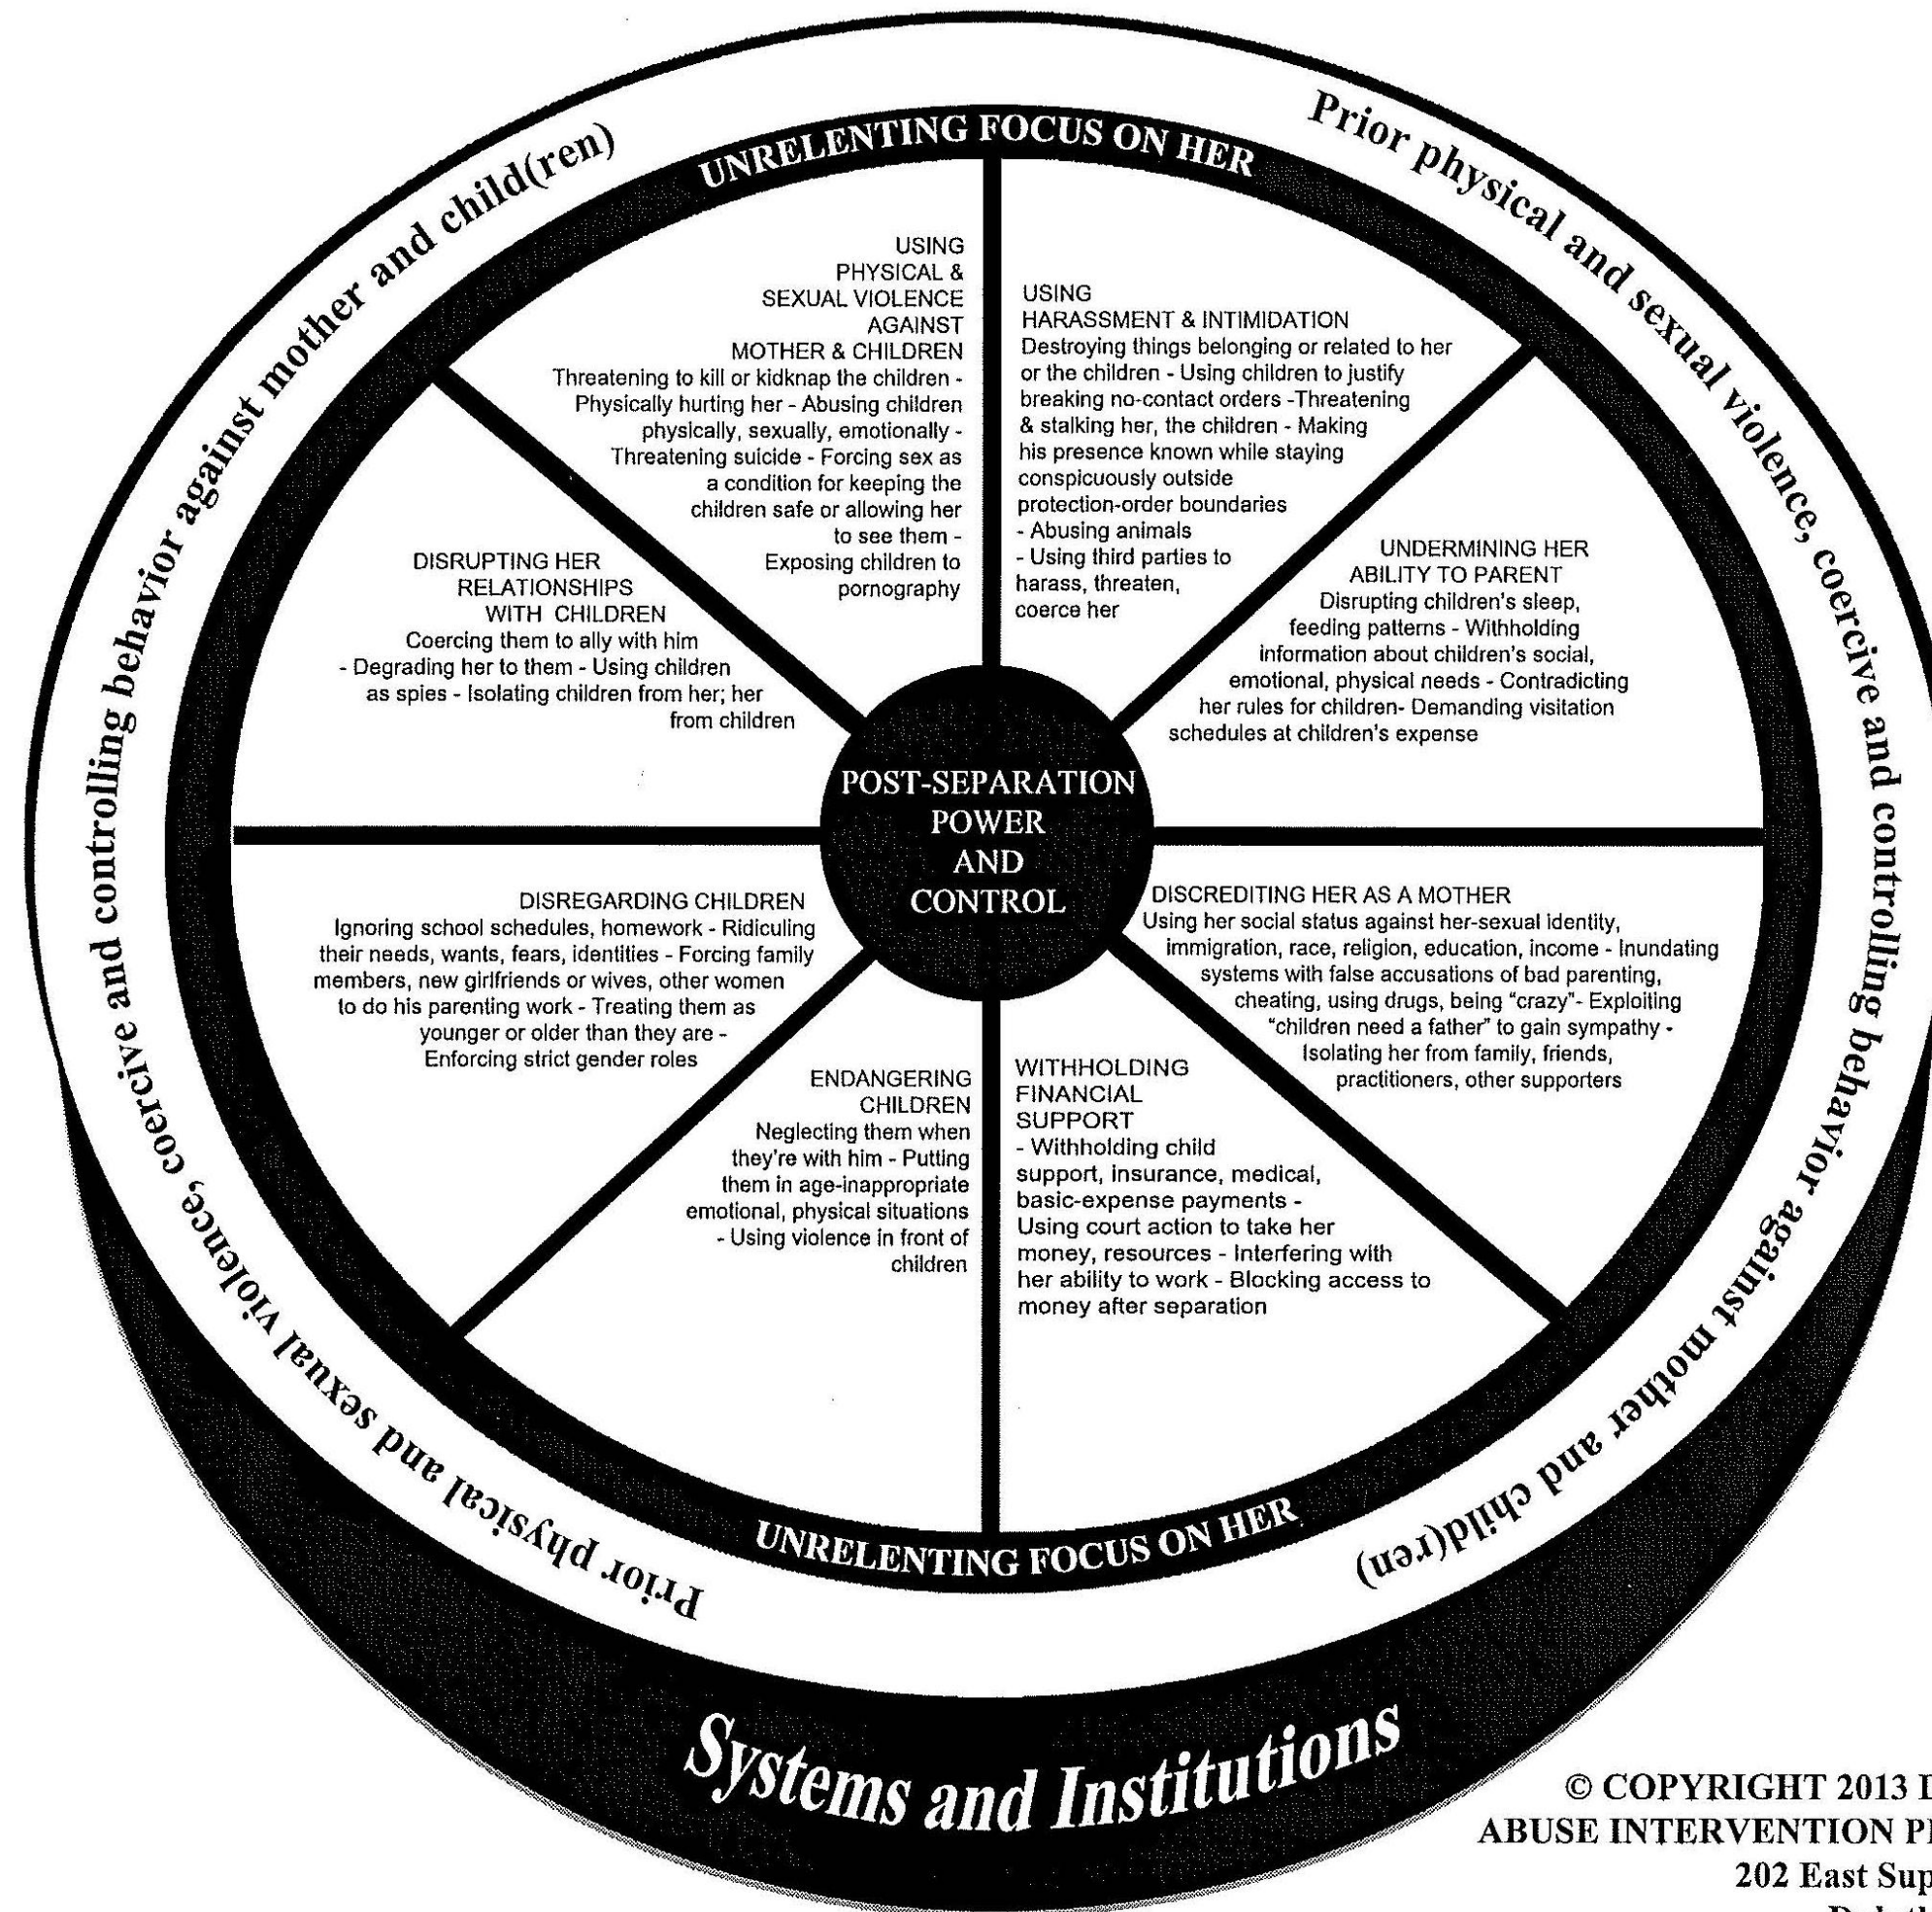 Prior physical and sexual violence, coercive and controlling behavior against mother and child(ren)
UNRELENTING FOCUS ON HER
USING
PHYSICAL &
SEXUAL VIOLENCE
AGAINST
MOTHER & CHILDREN
Threatening to kill or kidknap the children -
Physically hurting her - Abusing children
physically, sexually, emotionally -
Threatening suicide - Forcing sex as
a condition for keeping the
children safe or allowing her
to see them -
Exposing children to
pornography
USING
HARASSMENT & INTIMIDATION
Destroying things belonging or related to her
or the children - Using children to justify
breaking no-contact orders -Threatening
& stalking her, the children - Making
his presence known while staying
conspicuously outside
protection-order boundaries
- Abusing animals
- Using third parties to
harass, threaten,
coerce her
UNDERMINING HER
ABILITY TO PARENT
Disrupting children's sleep,
feeding patterns - Withholding
information about children's social,
emotional, physical needs - Contradicting
her rules for children- Demanding visitation
schedules at children's expense
DISCREDITING HER AS A MOTHER
Using her social status against her-sexual identity,
immigration, race, religion, education, income - Inundating
systems with false accusations of bad parenting,
cheating, using drugs, being "crazy"- Exploiting
"children need a father" to gain sympathy -
Isolating her from family, friends,
practitioners, other supporters
WITHHOLDING
FINANCIAL
SUPPORT
- Withholding child
support, insurance, medical,
basic-expense payments -
Using court action to take her
money, resources - Interfering with
her ability to work - Blocking access to
money after separation
ENDANGERING
CHILDREN
Neglecting them when
they're with him - Putting
them in age-inappropriate
emotional, physical situations
- Using violence in front of
children
DISREGARDING CHILDREN
Ignoring school schedules, homework - Ridiculing
their needs, wants, fears, identities - Forcing family
members, new girlfriends or wives, other women
to do his parenting work - Treating them as
younger or older than they are -
Enforcing strict gender roles
DISRUPTING HER
RELATIONSHIPS
WITH CHILDREN
Coercing them to ally with him
- Degrading her to them - Using children
as spies - Isolating children from her; her
from children
POST-SEPARATION
POWER
AND
CONTROL
UNRELENTING FOCUS ON HER
Prior physical and sexual violence, coercive and controlling behavior against mother and child(ren)
Systems and Institutions
© COPYRIGHT 2013
ABUSE INTERVENTION
202 East